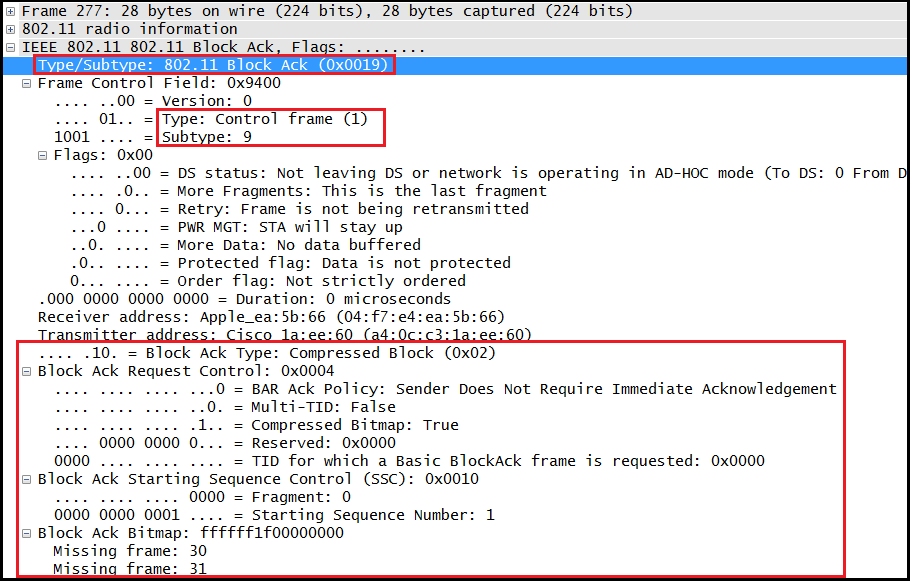 Frame 277: 28 bytes on wire (224 bits), 28 bytes captured (224 bits)
802.11 radio information
IEEE 802.11 802.11 Block Ack, Flags: ........
Type/Subtype: 802.11 Block Ack (0x0019)
Frame Control Field: 0x9400
.... ..00 = Version: 0
.... 01.. = Type: Control frame (1)
1001 .... = Subtype: 9
Flags: 0x00
.... ..00 = DS status: Not leaving DS or network is operating in AD-HOC mode (To DS: 0 From D
.... .0.. = More Fragments: This is the last fragment
.... 0... = Retry: Frame is not being retransmitted
...0 .... = PWR MGT: STA will stay up
..0. .... = More Data: No data buffered
.0.. .... = Protected flag: Data is not protected
0... .... = Order flag: Not strictly ordered
.000 0000 0000 0000 = Duration: 0 microseconds
Receiver address: Apple_ea:5b:66 (04:f7:e4:ea:5b:66)
Transmitter address: Cisco_1a:ee:60 (a4:0c:c3:1a:ee:60)
.... .10. = Block Ack Type: Compressed Block (0x02)
Block Ack Request Control: 0x0004
.... .... .... ...0 = BAR Ack Policy: Sender Does Not Require Immediate Acknowledgement
.... .... .... ..0. = Multi-TID: False
.... .... .... .1.. = Compressed Bitmap: True
.... 0000 0000 0... = Reserved: 0x0000
0000 .... .... .... = TID for which a Basic BlockAck frame is requested: 0x0000
Block Ack Starting Sequence Control (SSC): 0x0010
.... .... .... 0000 = Fragment: 0
0000 0000 0001 .... = Starting Sequence Number: 1
Block Ack Bitmap: ffffff1f00000000
Missing frame: 30
Missing frame: 31